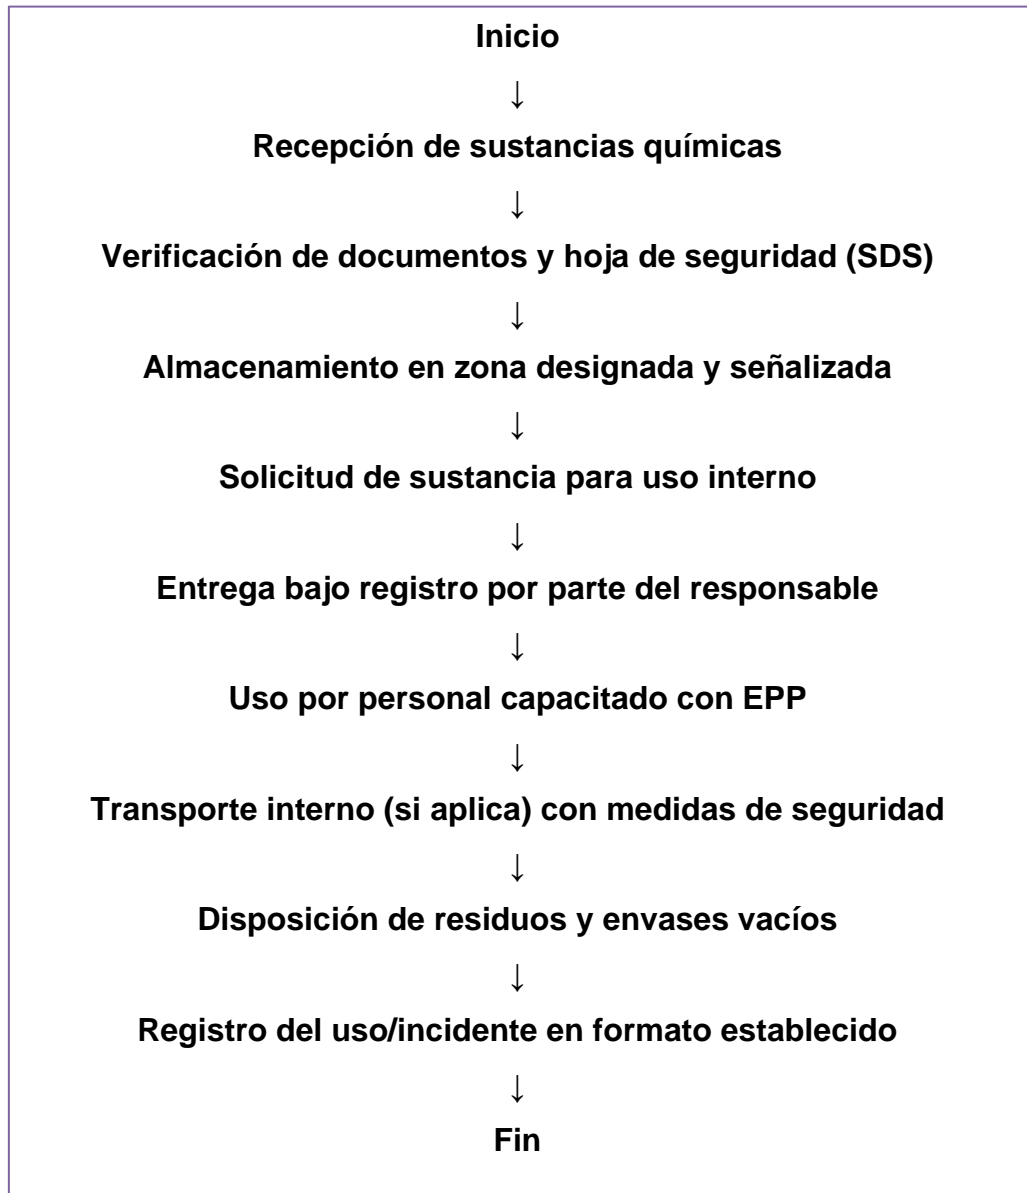 Inicio
↓
Recepción de sustancias químicas
↓
Verificación de documentos y hoja de seguridad (SDS)
↓
Almacenamiento en zona designada y señalizada
↓
Solicitud de sustancia para uso interno
↓
Entrega bajo registro por parte del responsable
↓
Uso por personal capacitado con EPP
↓
Transporte interno (si aplica) con medidas de seguridad
↓
Disposición de residuos y envases vacíos
↓
Registro del uso/incidente en formato establecido
↓
Fin